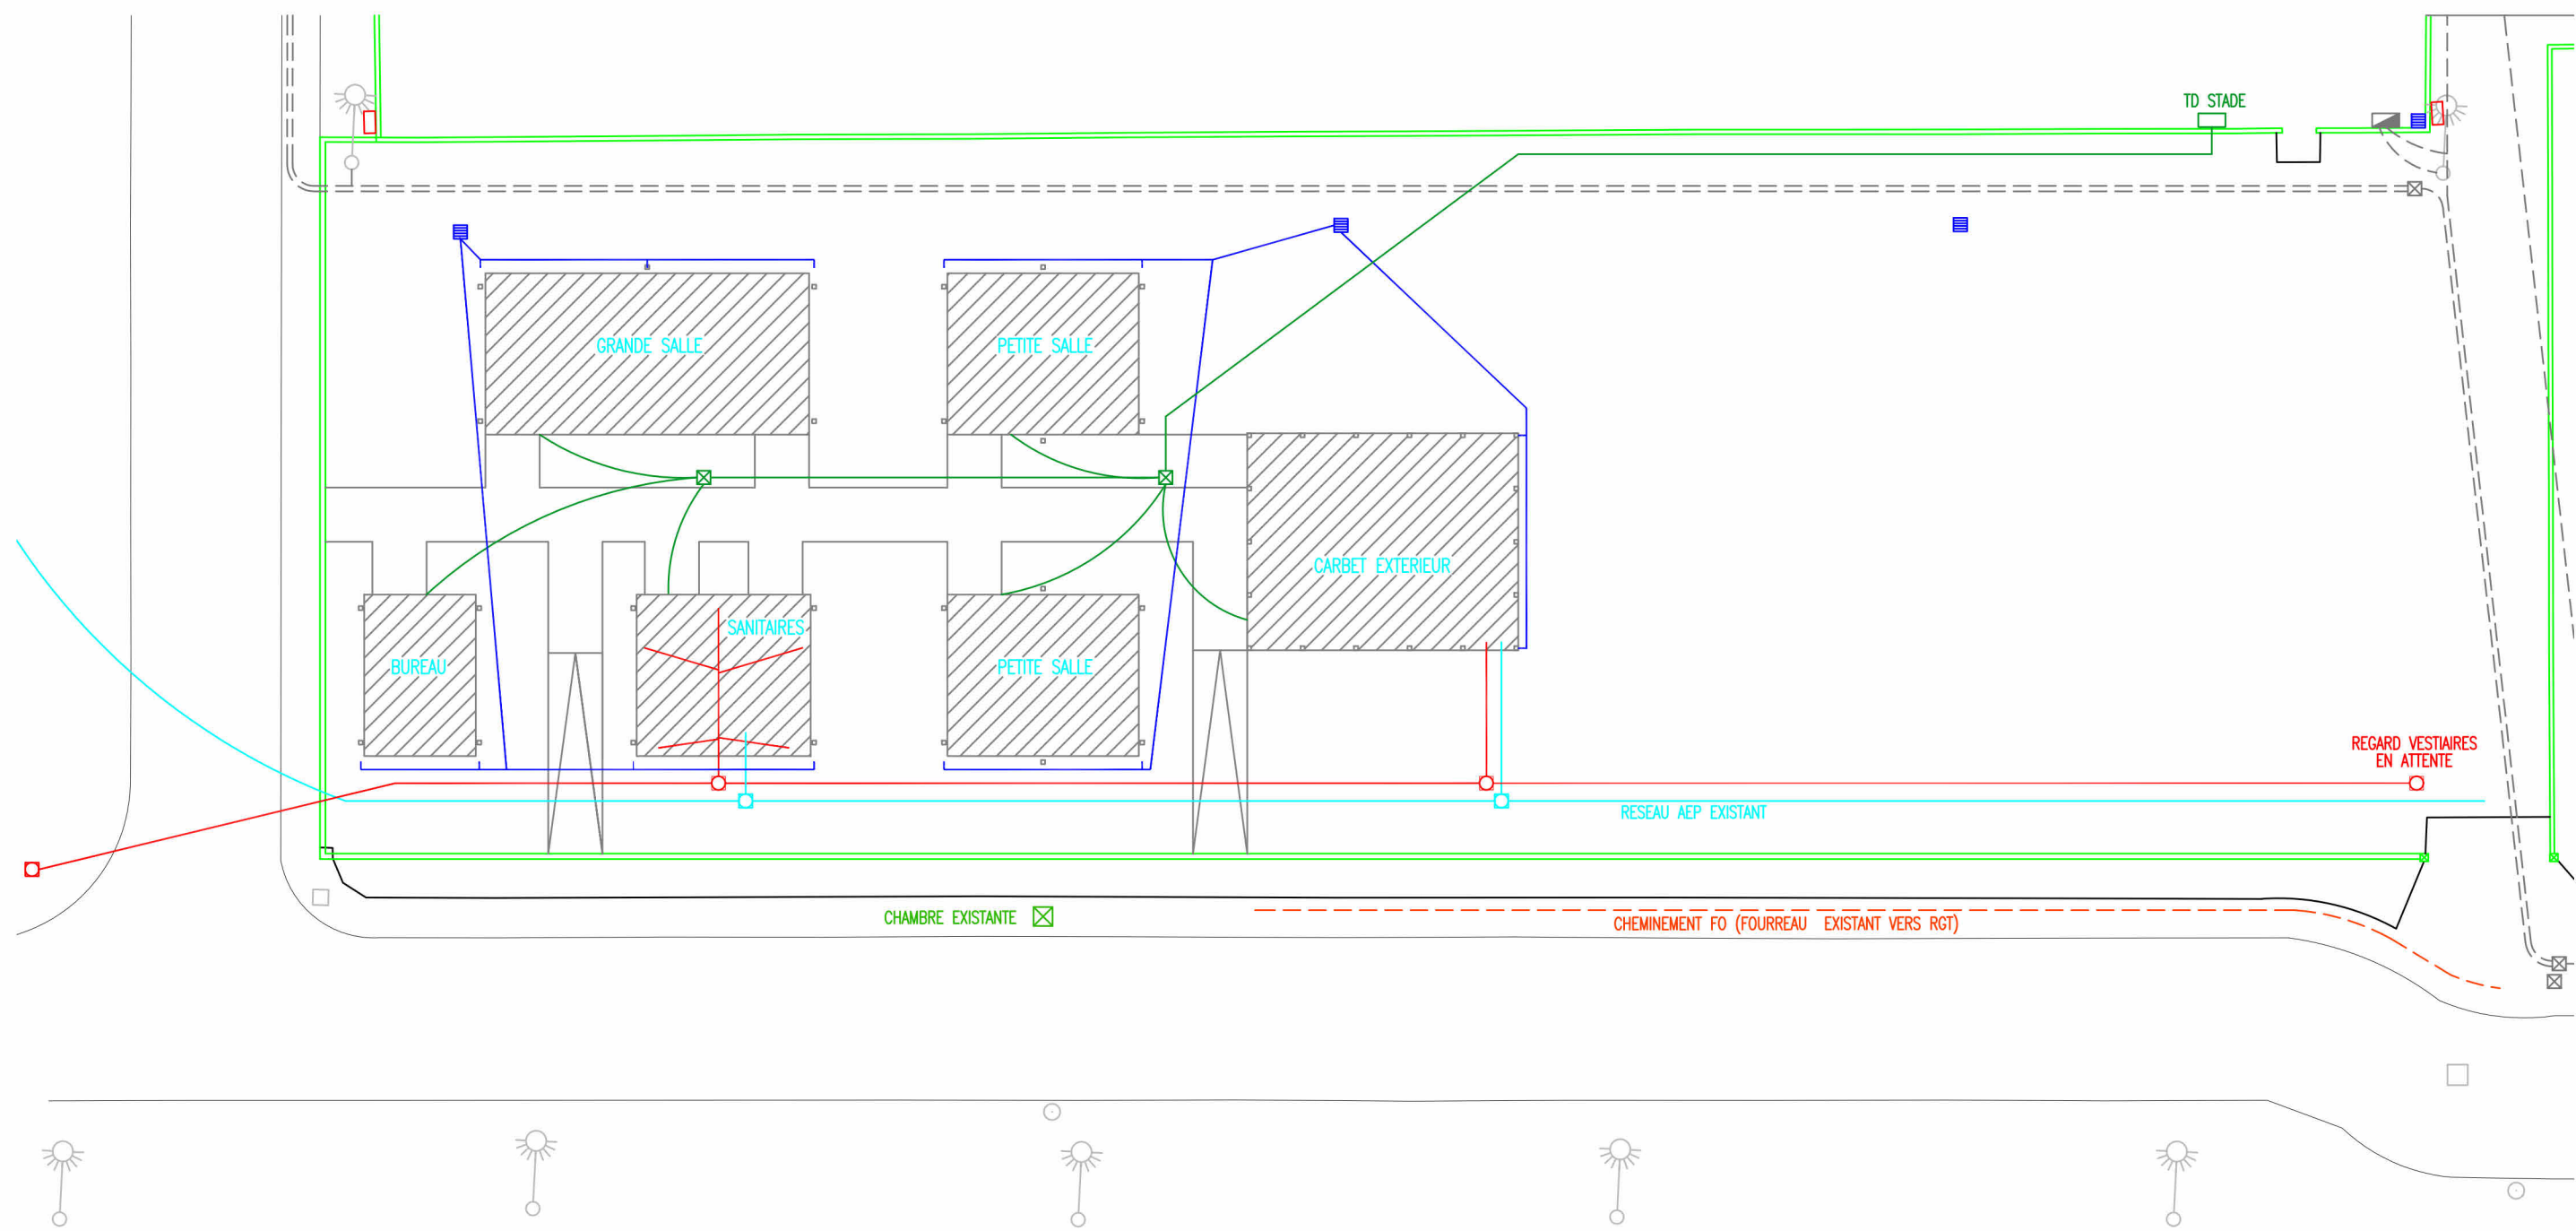 TD STADE
GRANDE SALLE
PETITE SALLE
CARBET EXTERIEUR
SANITAIRES
BUREAU
PETITE SALLE
REGARD VESTIAIRES
EN ATTENTE
RESEAU AEP EXISTANT
CHAMBRE EXISTANTE
CHEMINEMENT FO (FOURREAU EXISTANT VERS RGT)